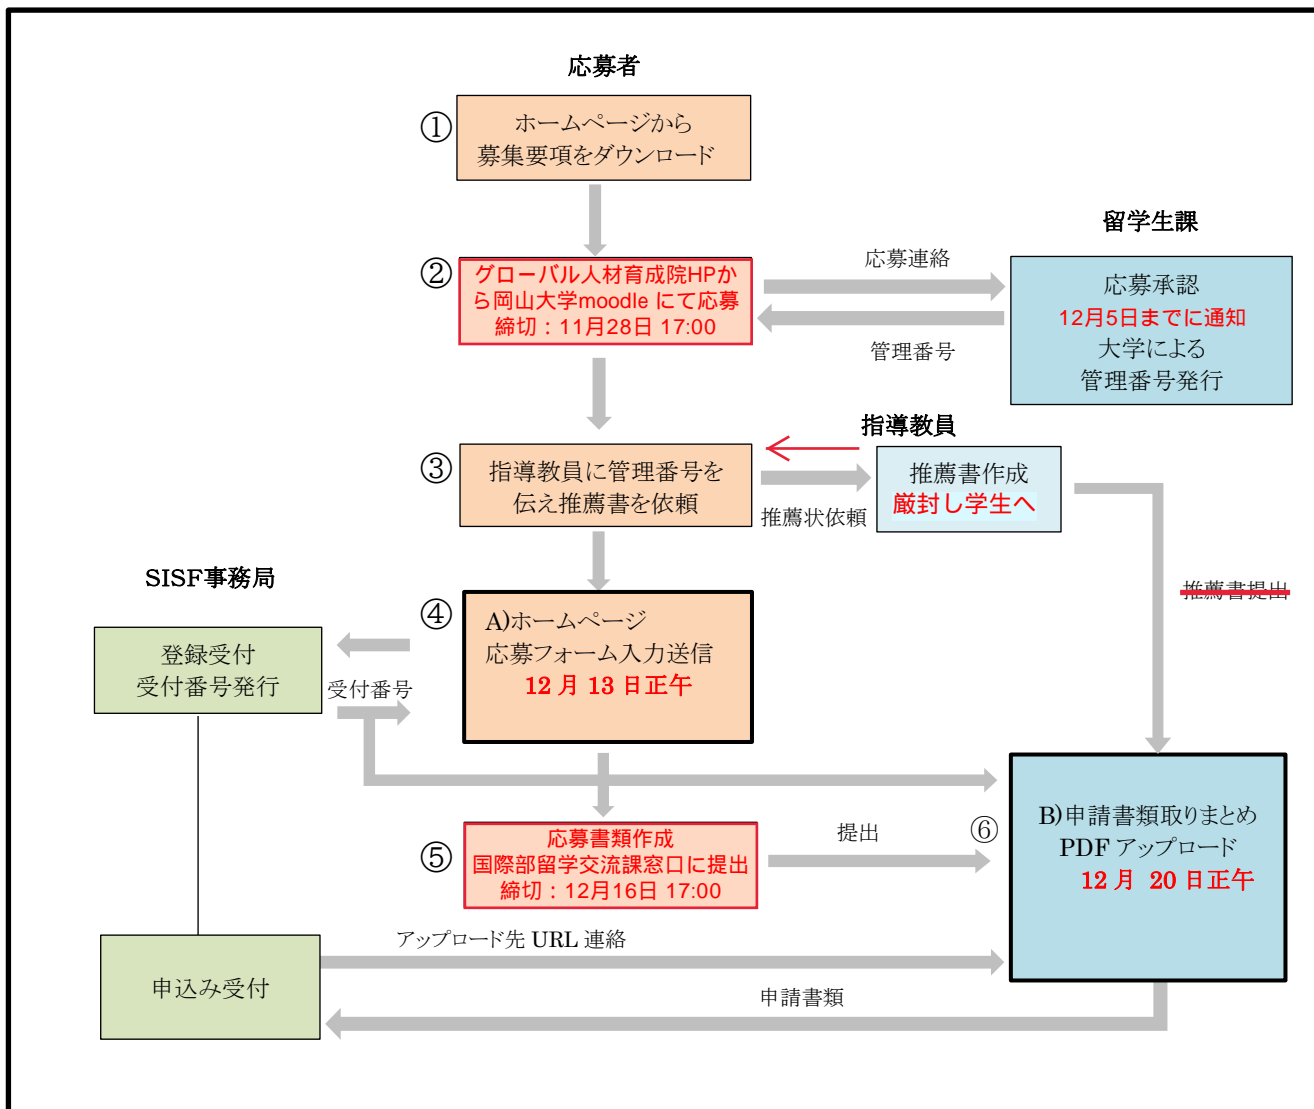 応募者
①
ホームページから
募集要項をダウンロード
留学生課
②
グローバル人材育成院HPか
ら岡山大学moodle にて応募
締切：11月28日 17:00
応募連絡
管理番号
応募承認
12月5日までに通知
大学による
管理番号発行
指導教員
③
指導教員に管理番号を
伝え推薦書を依頼
推薦状依頼
推薦書作成
厳封し学生へ
推薦書提出
SISF事務局
④
A)ホームページ
応募フォーム入力送信
12 月 13 日正午
登録受付
受付番号発行
受付番号
⑤
応募書類作成
国際部留学交流課窓口に提出
締切：12月16日 17:00
提出
⑥
B)申請書類取りまとめ
PDF アップロード
12 月 20 日正午
アップロード先 URL 連絡
申込み受付
申請書類